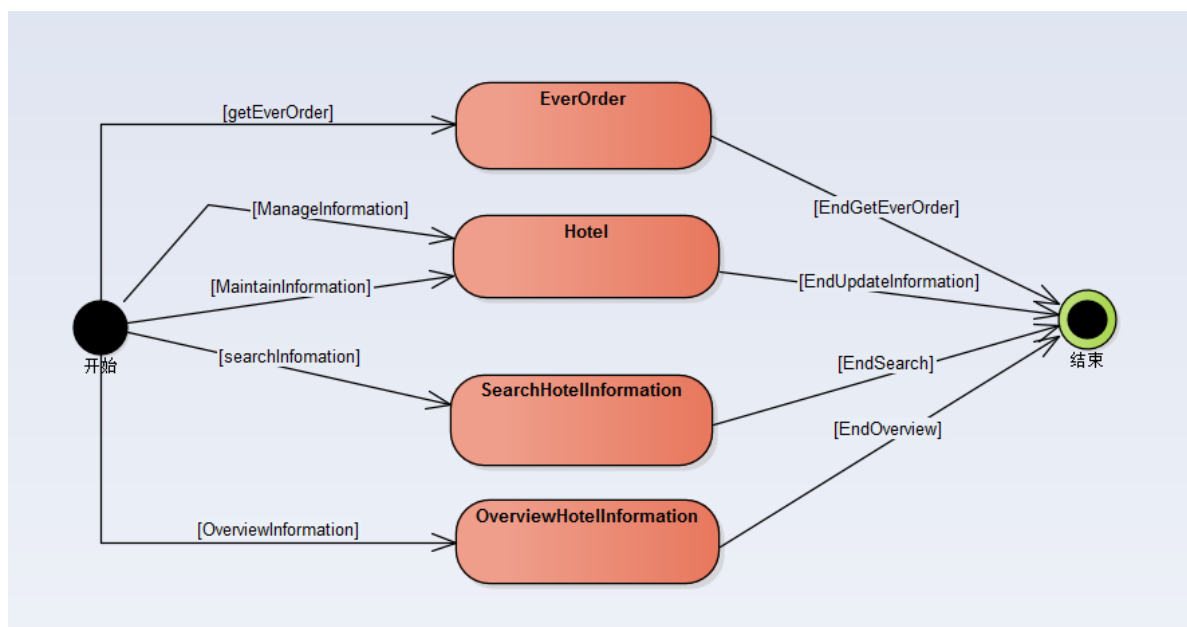 EverOrder
[getEverOrder]
[ManageInformation]
[EndGetEverOrder]
Hotel
[MaintainInformation]
[EndUpdateInformation]
开始
[searchInfomation]
结束
[EndSearch]
SearchHotelInformation
[EndOverview]
OverviewHotelInformation
[OverviewInformation]